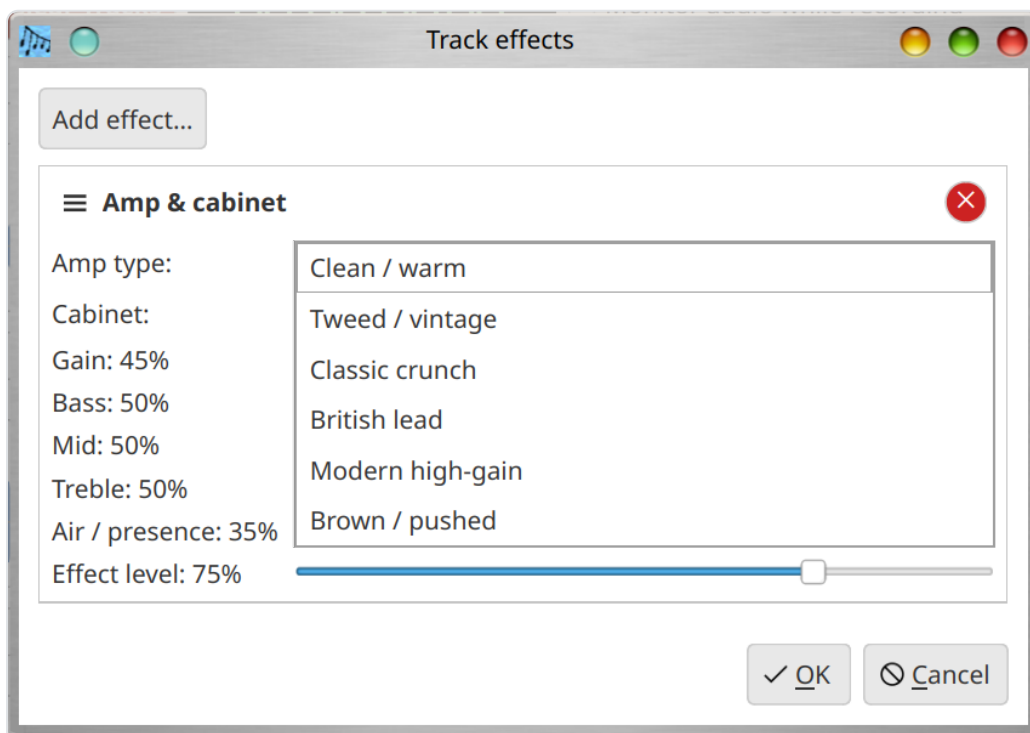 Track effects
Add effect...
Amp & cabinet
Amp type:
Clean / warm
Tweed / vintage
Classic crunch
British lead
Modern high-gain
Brown / pushed
Cabinet:
Gain: 45%
Bass: 50%
Mid: 50%
Treble: 50%
Air / presence: 35%
Effect level: 75%
OK
Cancel